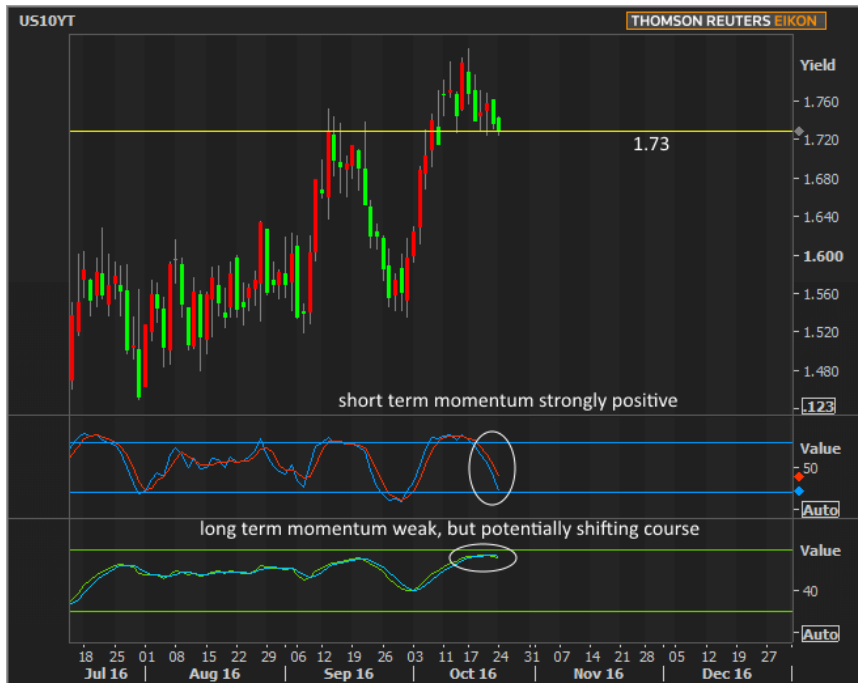 US10YT
THOMSON REUTERS EIKON
Yield
1.760
1.720
1.73
1.680
1.640
1.600
1.560
1.520
1.480
.123
short term momentum strongly positive
Value
50
Auto
long term momentum weak, but potentially shifting course
Value
40
Auto
18 25 01 08 15 22 29 06 12 19 26 03 11 17 24 31 07 14 21 28 05 12 19 27
Jul 16 Aug 16 Sep 16 Oct 16 Nov 16 Dec 16